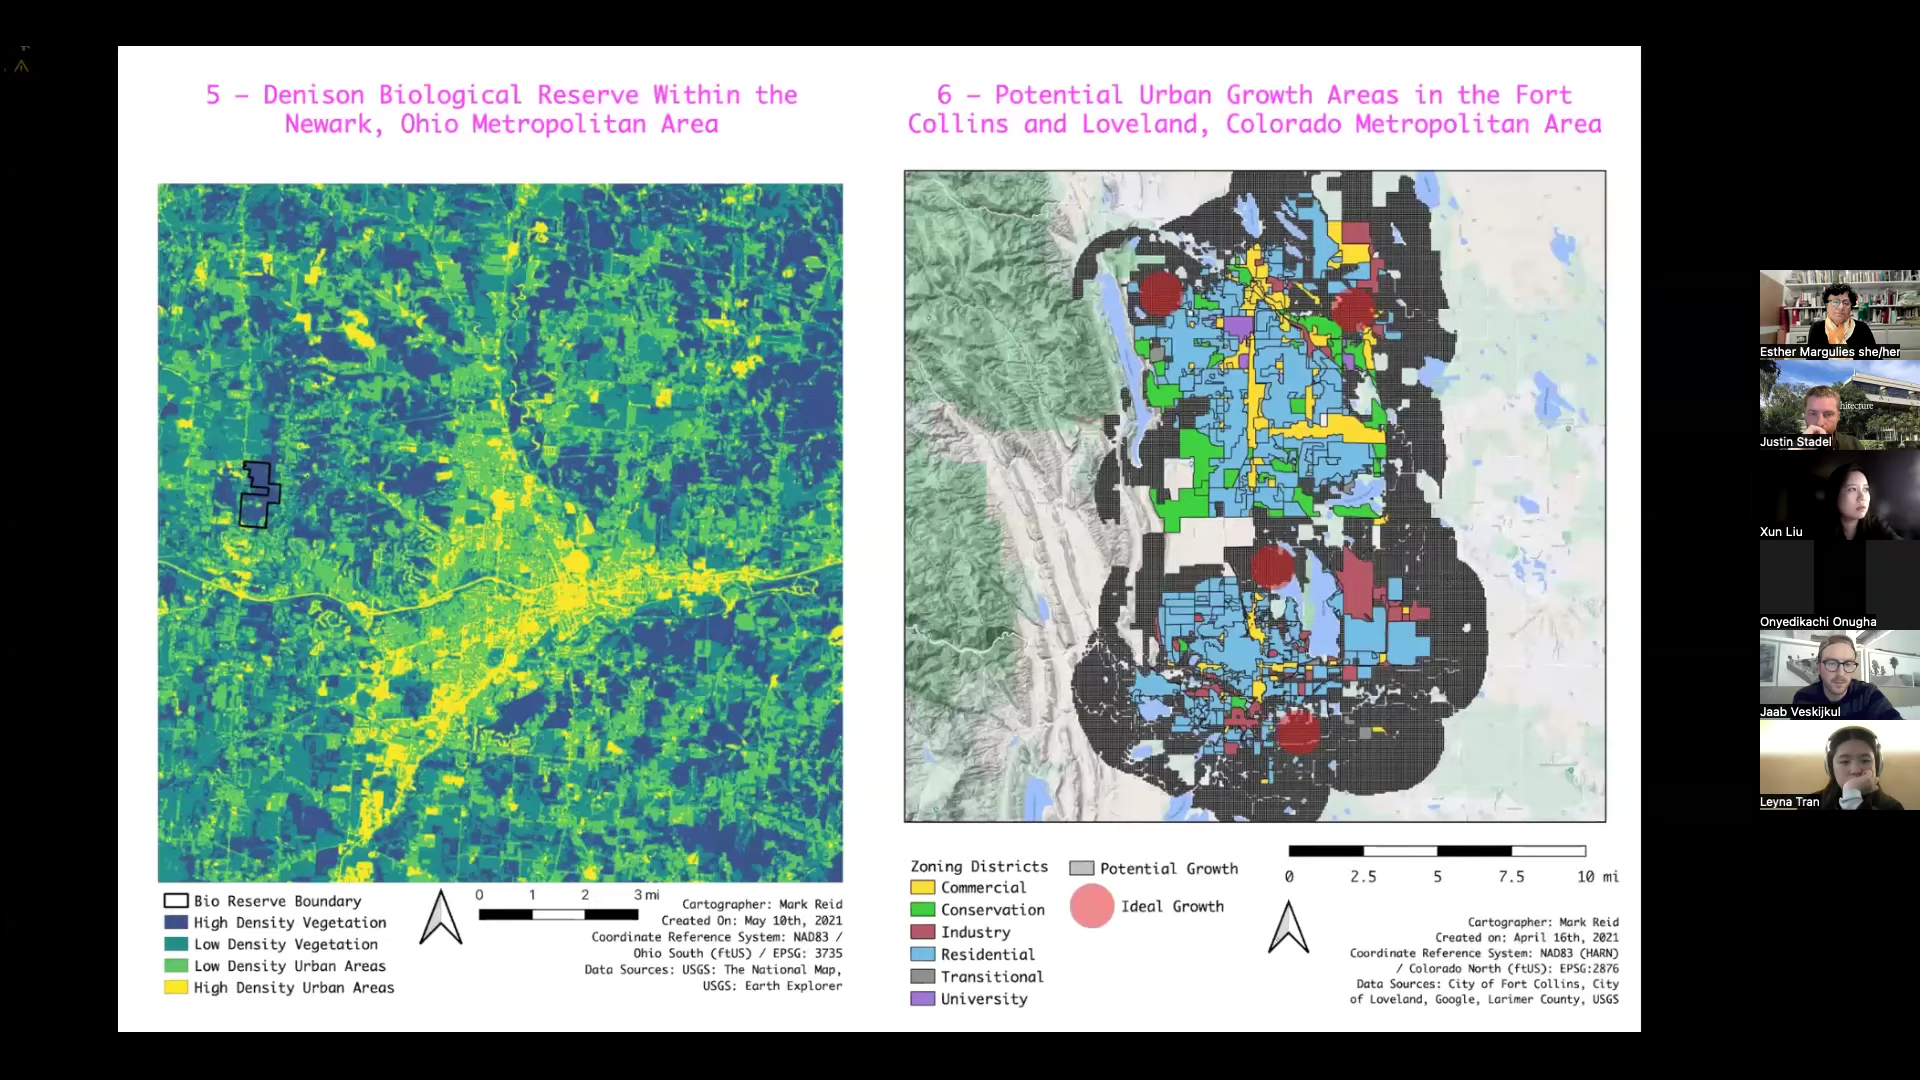 5 – Denison Biological Reserve Within the
Newark, Ohio Metropolitan Area
6 – Potential Urban Growth Areas in the Fort
Collins and Loveland, Colorado Metropolitan Area
Bio Reserve Boundary
High Density Vegetation
Low Density Vegetation
Low Density Urban Areas
High Density Urban Areas
0 1 2 3 mi
Cartographer: Mark Reid
Created On: May 10th, 2021
Coordinate Reference System: NAD83 /
Ohio South (ftUS) / EPSG: 3735
Data Sources: USGS: The National Map,
USGS: Earth Explorer
Zoning Districts
Commercial
Conservation
Industry
Residential
Transitional
University
Potential Growth
Ideal Growth
0 2.5 5 7.5 10 mi
Cartographer: Mark Reid
Created on: April 16th, 2021
Coordinate Reference System: NAD83 (HARN)
/ Colorado North (ftUS): EPSG:2876
Data Sources: City of Fort Collins, City
of Loveland, Google, Larimer County, USGS
Esther Margulies she/her
hitecture
Justin Stadel
Xun Liu
Onyedikachi Onugha
Jaab Veskijkul
Leyna Tran